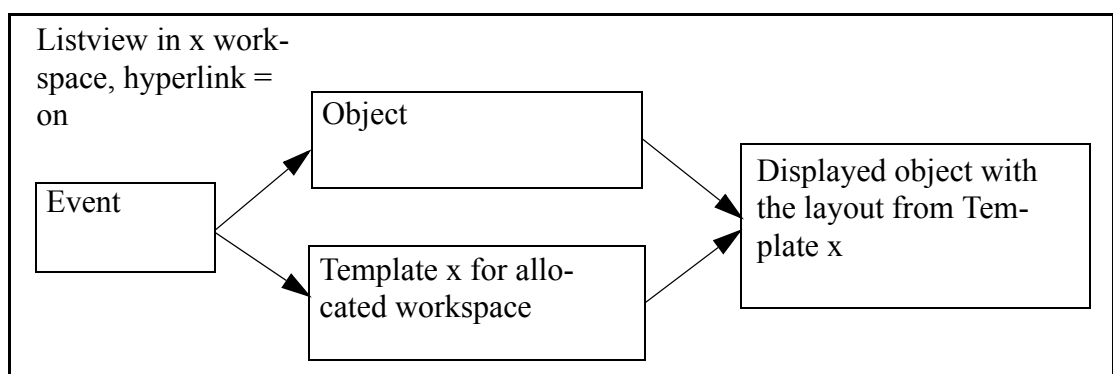 Listview in x work-
space, hyperlink =
on
Object
Event
Displayed object with
the layout from Tem-
plate x
Template x for allo-
cated workspace